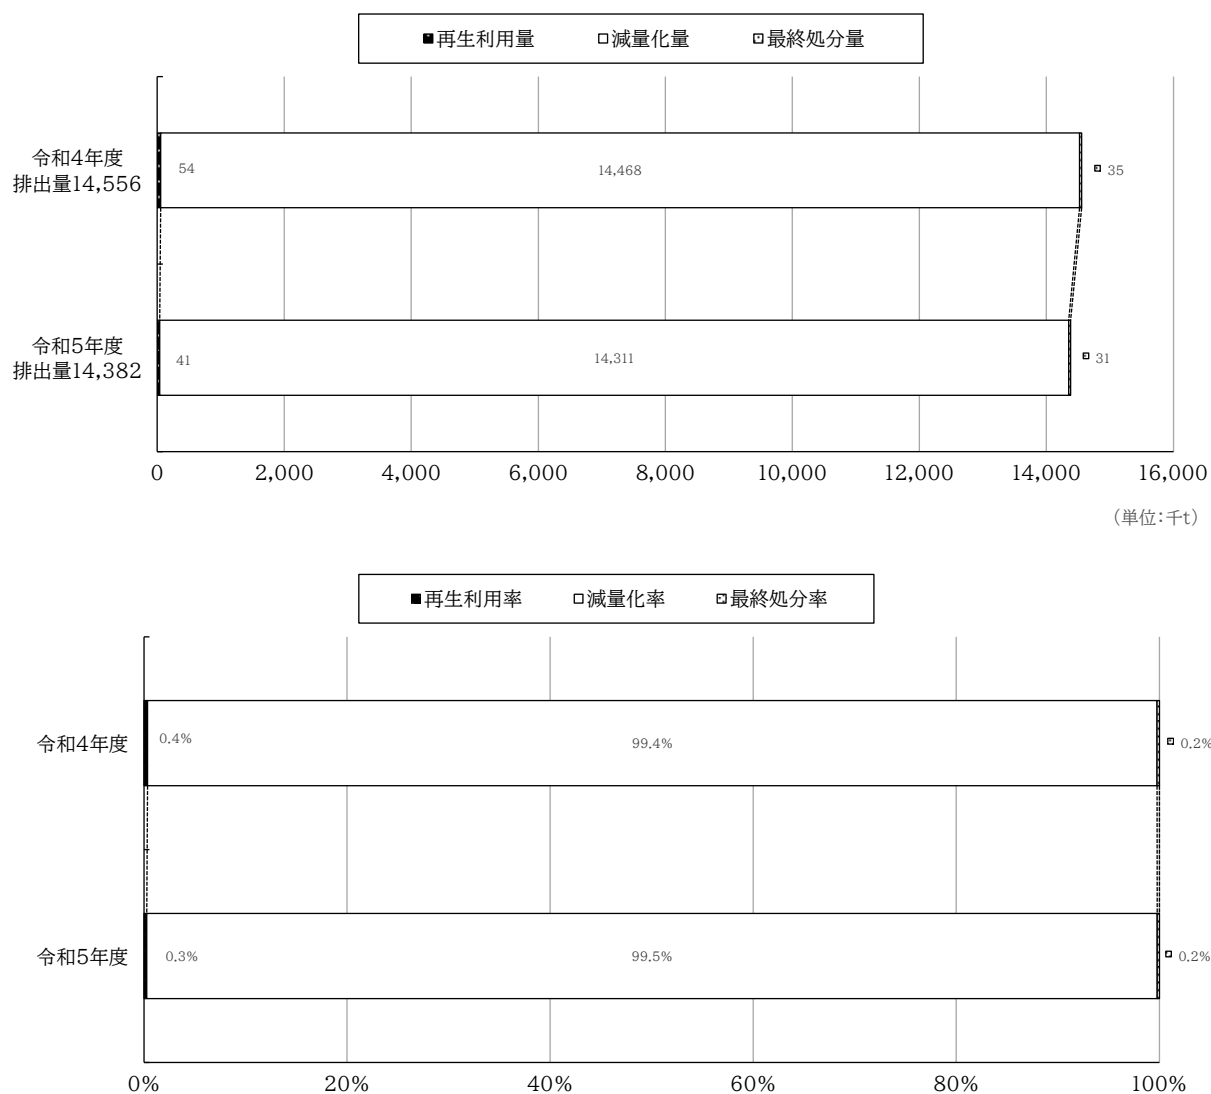 再生利用量 減量化量 最終処分量
令和4年度
排出量14,556
54 14,468 35
令和5年度
排出量14,382
41 14,311 31
0 2,000 4,000 6,000 8,000 10,000 12,000 14,000 16,000
(単位:千t)
再生利用率 減量化率 最終処分率
令和4年度 0.4% 99.4% 0.2%
令和5年度 0.3% 99.5% 0.2%
0% 20% 40% 60% 80% 100%